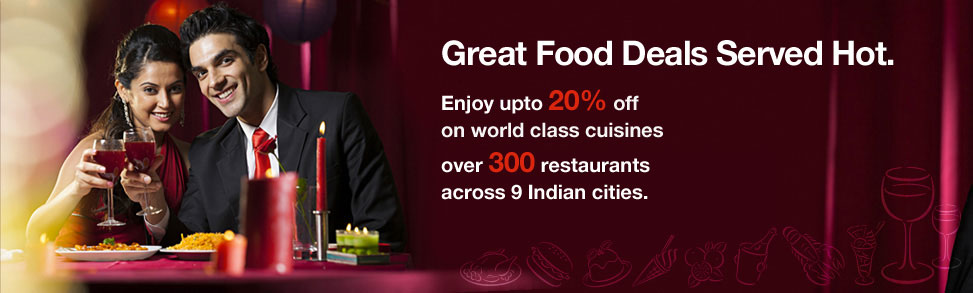 Great Food Deals Served Hot.
Enjoy upto 20% off
on world class cuisines
over 300 restaurants
across 9 Indian cities.